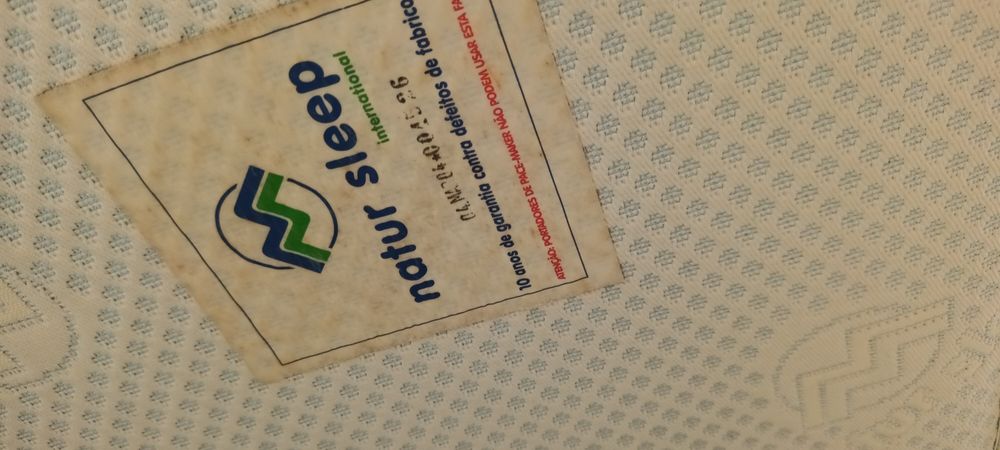 natur sleep
international
10 anos de garantia contra defeitos de fabrico
ATENÇÃO: PORTADORES DE PACE-MAKER NÃO PODEM USAR ESTA